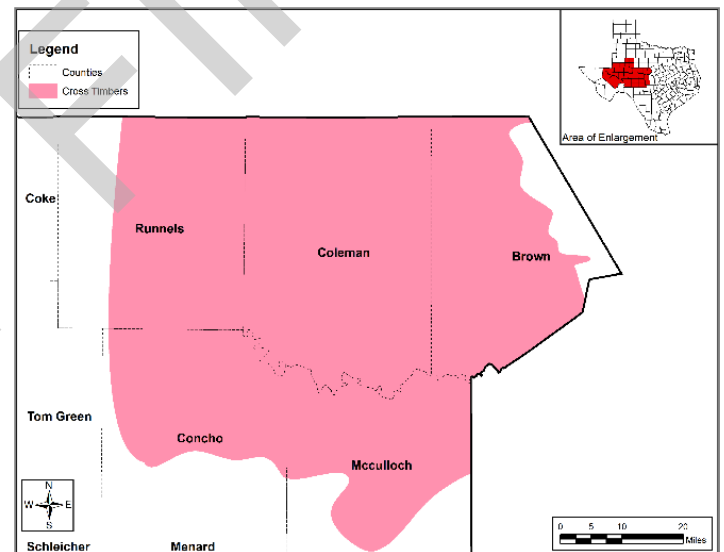 Legend
Counties
Cross Timbers
Area of Enlargement
Coke
Runnels
Coleman
Brown
Tom Green
Concho
Mcculloch
N
W E
S
0 5 10 20
Miles
Schleicher
Menard